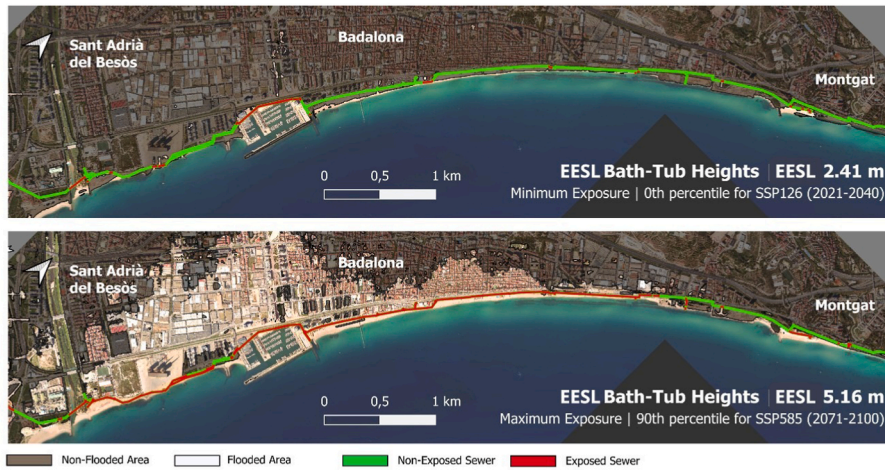 Sant Adrià
del Besòs
Badalona
Montgat
0 0,5 1 km
EESL Bath-Tub Heights | EESL 2.41 m
Minimum Exposure | 0th percentile for SSP126 (2021-2040)
Sant Adrià
del Besòs
Badalona
Montgat
0 0,5 1 km
EESL Bath-Tub Heights | EESL 5.16 m
Maximum Exposure | 90th percentile for SSP585 (2071-2100)
Non-Flooded Area Flooded Area Non-Exposed Sewer Exposed Sewer